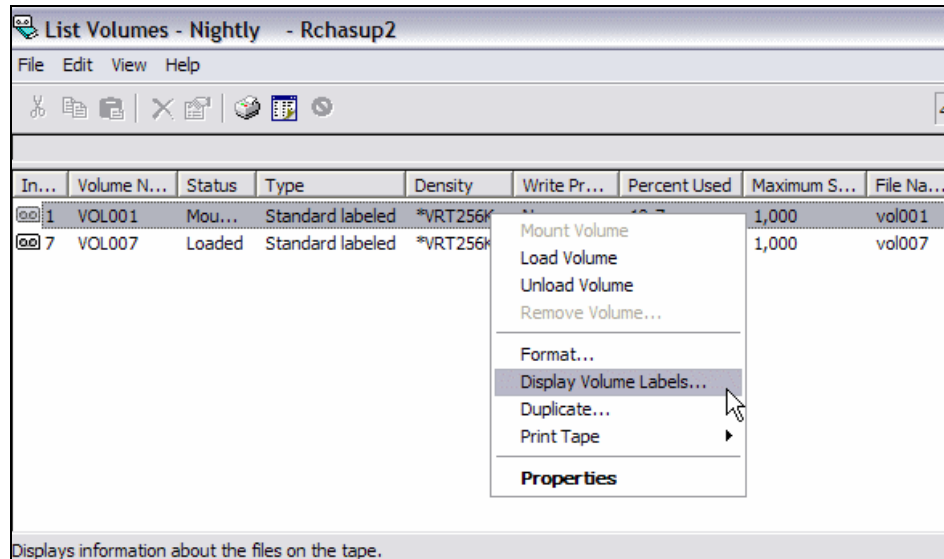 List Volumes - Nightly - Rchasup2
File Edit View Help
In... Volume N... Status Type Density Write Pr... Percent Used Maximum S... File Na...
1 VOL001 Mou... Standard labeled *VRT256K 1,000 vol001
7 VOL007 Loaded Standard labeled *VRT256K 1,000 vol007
Mount Volume
Load Volume
Unload Volume
Remove Volume...
Format...
Display Volume Labels...
Duplicate...
Print Tape
Properties
Displays information about the files on the tape.